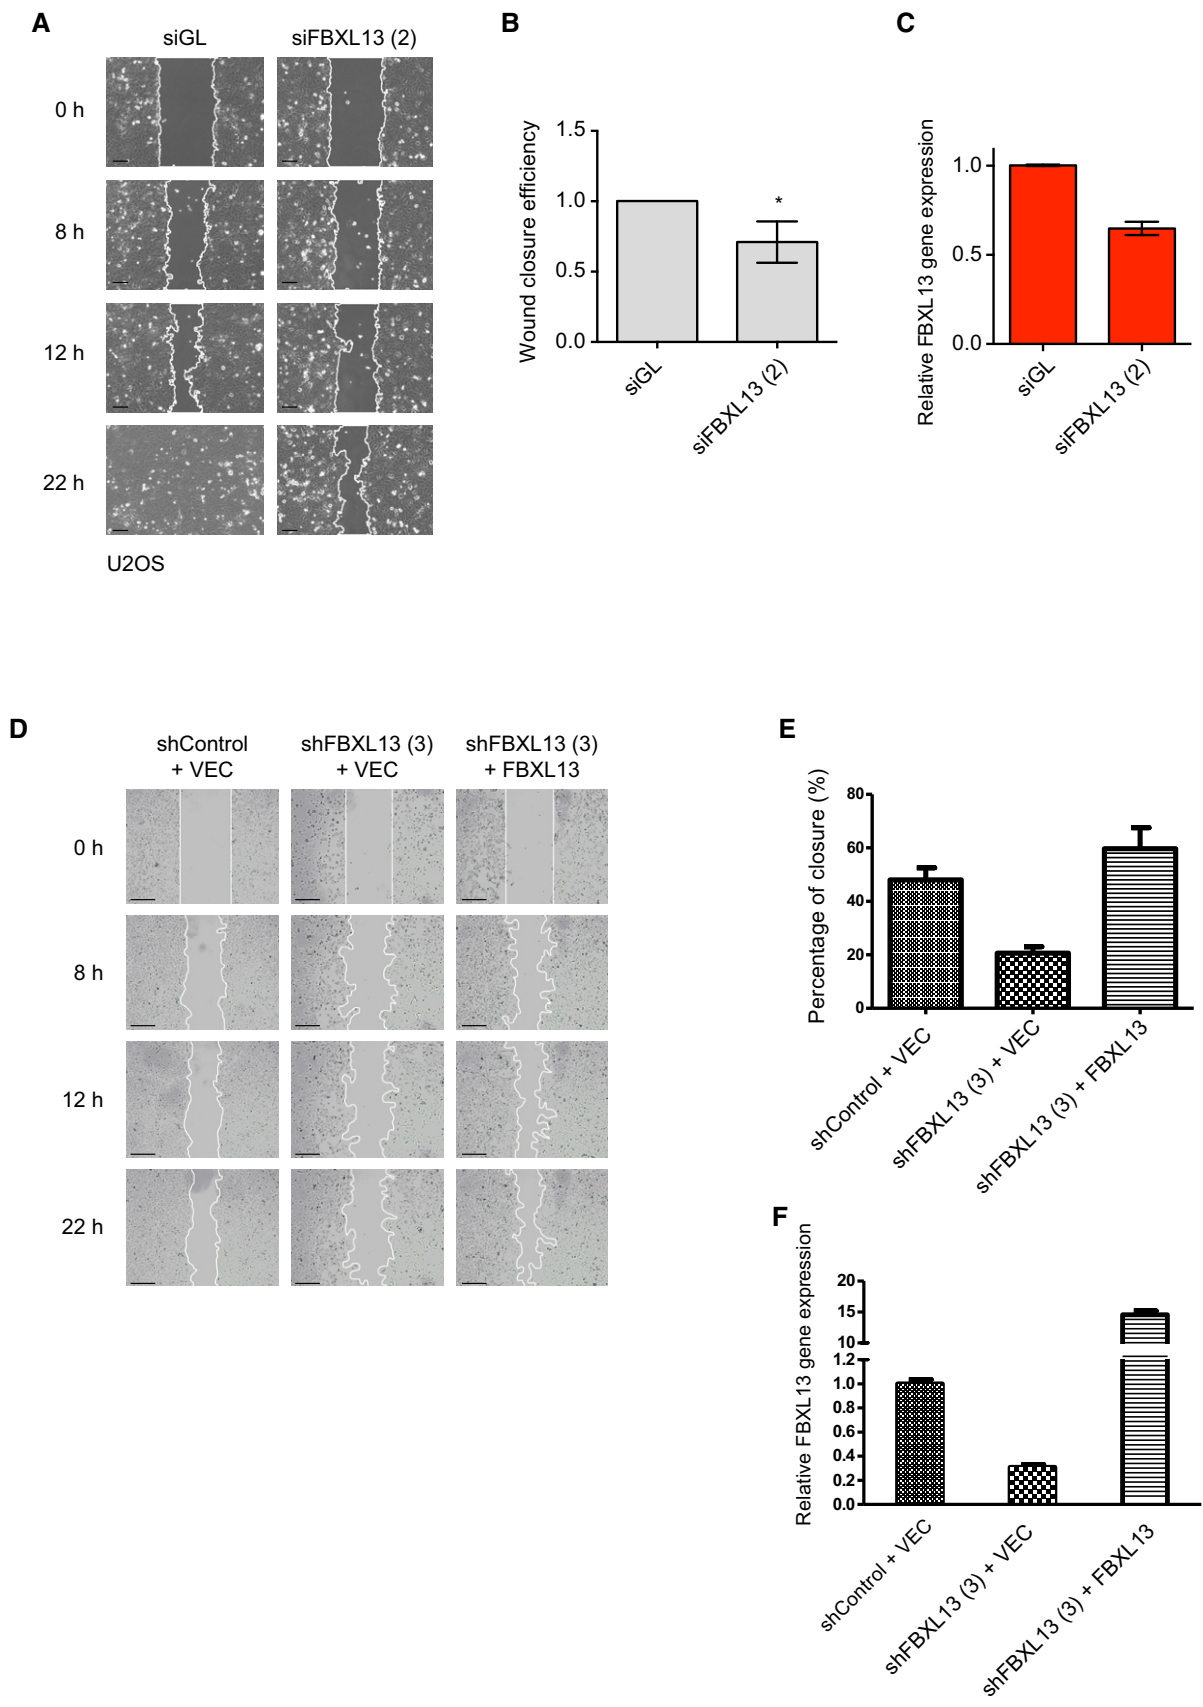 A
siGL
siFBXL13 (2)
0 h
8 h
12 h
22 h
U2OS
B
Wound closure efficiency
1.5
1.0
0.5
0.0
*
siGL
siFBXL13 (2)
C
Relative FBXL13 gene expression
1.0
0.5
0
siGL
siFBXL13 (2)
D
shControl
+ VEC
shFBXL13 (3)
+ VEC
shFBXL13 (3)
+ FBXL13
0 h
8 h
12 h
22 h
E
Percentage of closure (%)
80
60
40
20
0
shControl + VEC
shFBXL13 (3) + VEC
shFBXL13 (3) + FBXL13
F
Relative FBXL13 gene expression
20
15
10
1.2
1.0
0.8
0.6
0.4
0.2
0.0
shControl + VEC
shFBXL13 (3) + VEC
shFBXL13 (3) + FBXL13